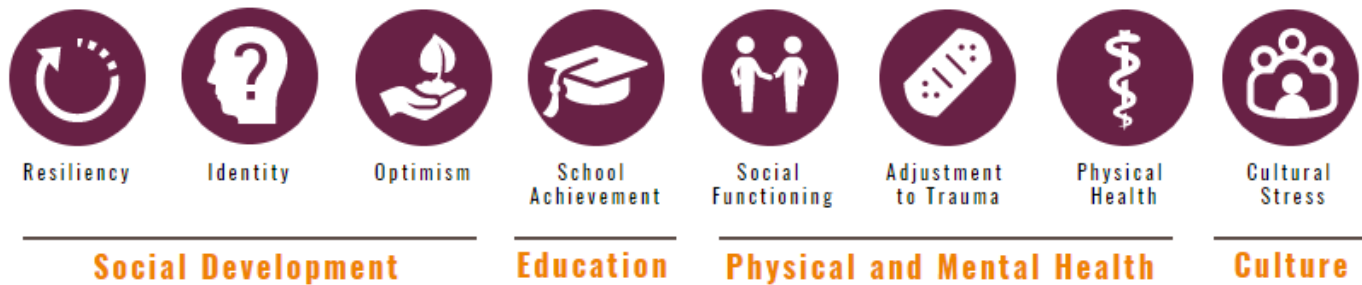 ?
Resiliency
Identity
Optimism
School
Achievement
Social
Functioning
Adjustment
to Trauma
Physical
Health
Cultural
Stress
Social Development
Education
Physical and Mental Health
Culture